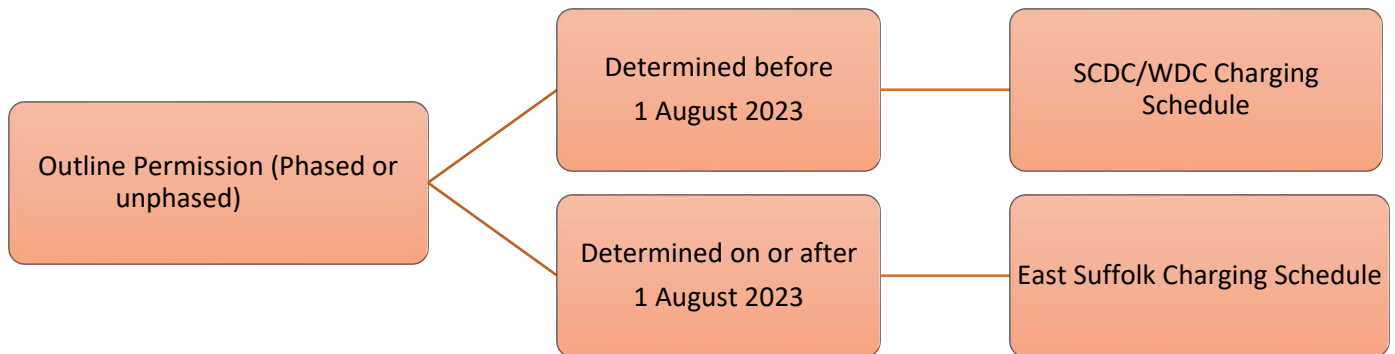 Outline Permission (Phased or
unphased)
Determined before
1 August 2023
SCDC/WDC Charging
Schedule
Determined on or after
1 August 2023
East Suffolk Charging Schedule